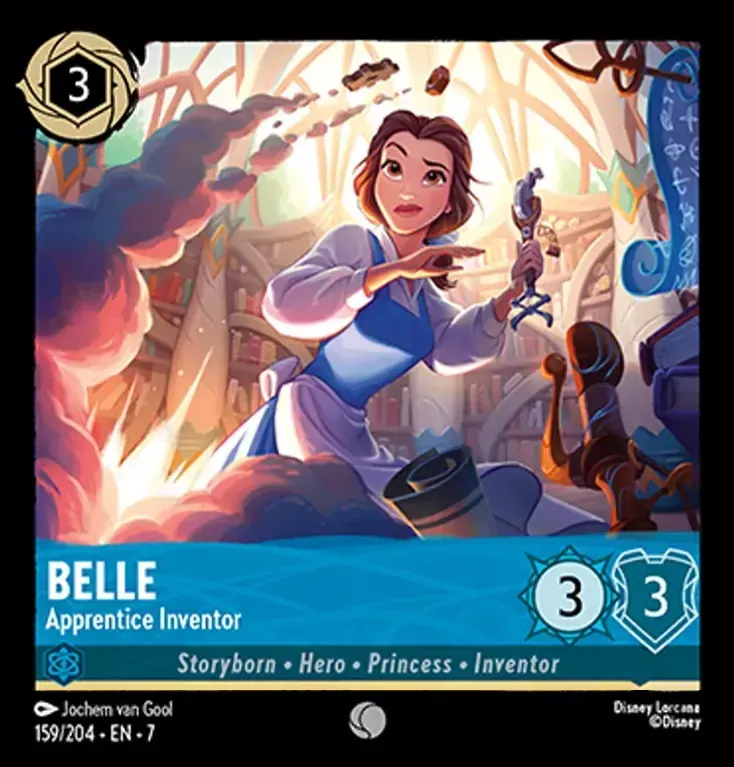 3
BELLE
Apprentice Inventor
3 3
Storyborn • Hero • Princess • Inventor
Jochem van Gool
Disney Lorcana
159/204 • EN • 7
©Disney